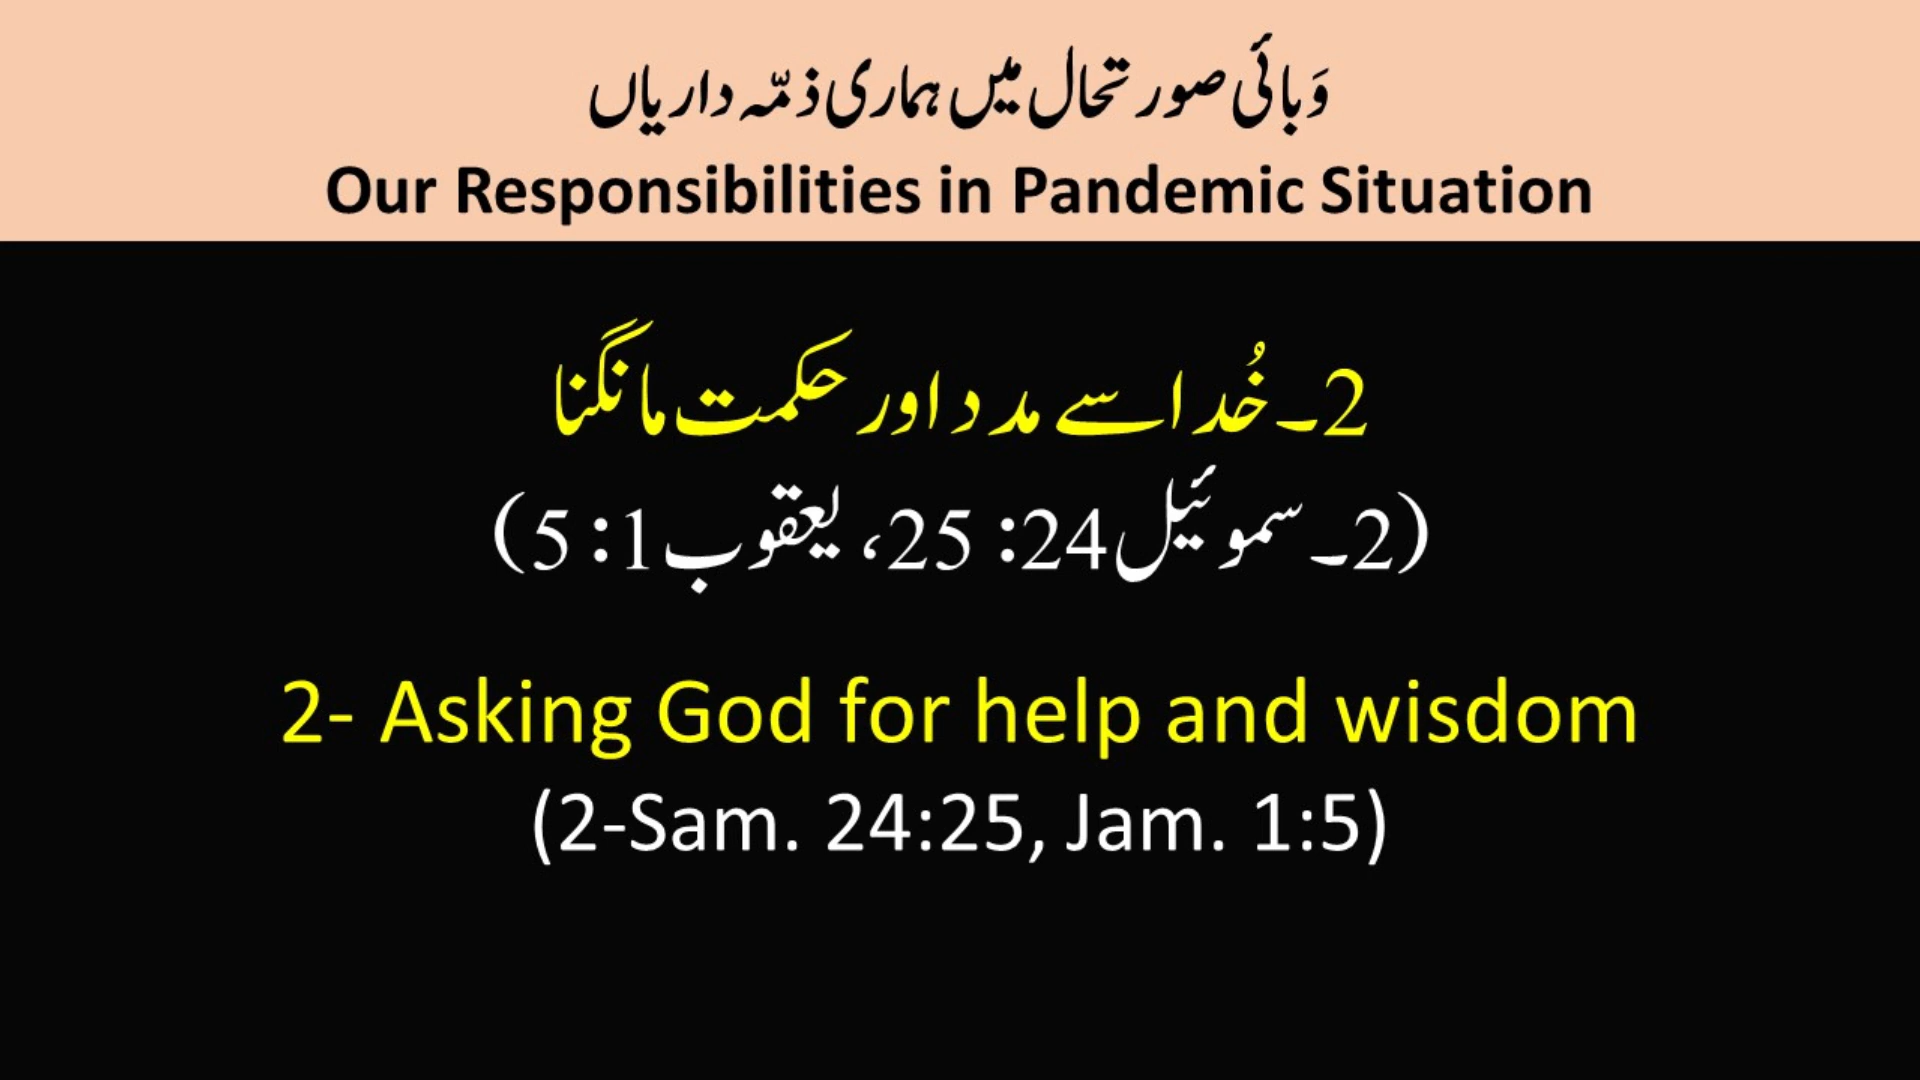 وَبائی صورتحال میں ہماری ذمّہ داریاں
Our Responsibilities in Pandemic Situation
2۔ خُدا سے مدد اور حکمت مانگنا
(2۔ سموئیل 24: 25، یعقوب 1: 5)
2- Asking God for help and wisdom
(2-Sam. 24:25, Jam. 1:5)